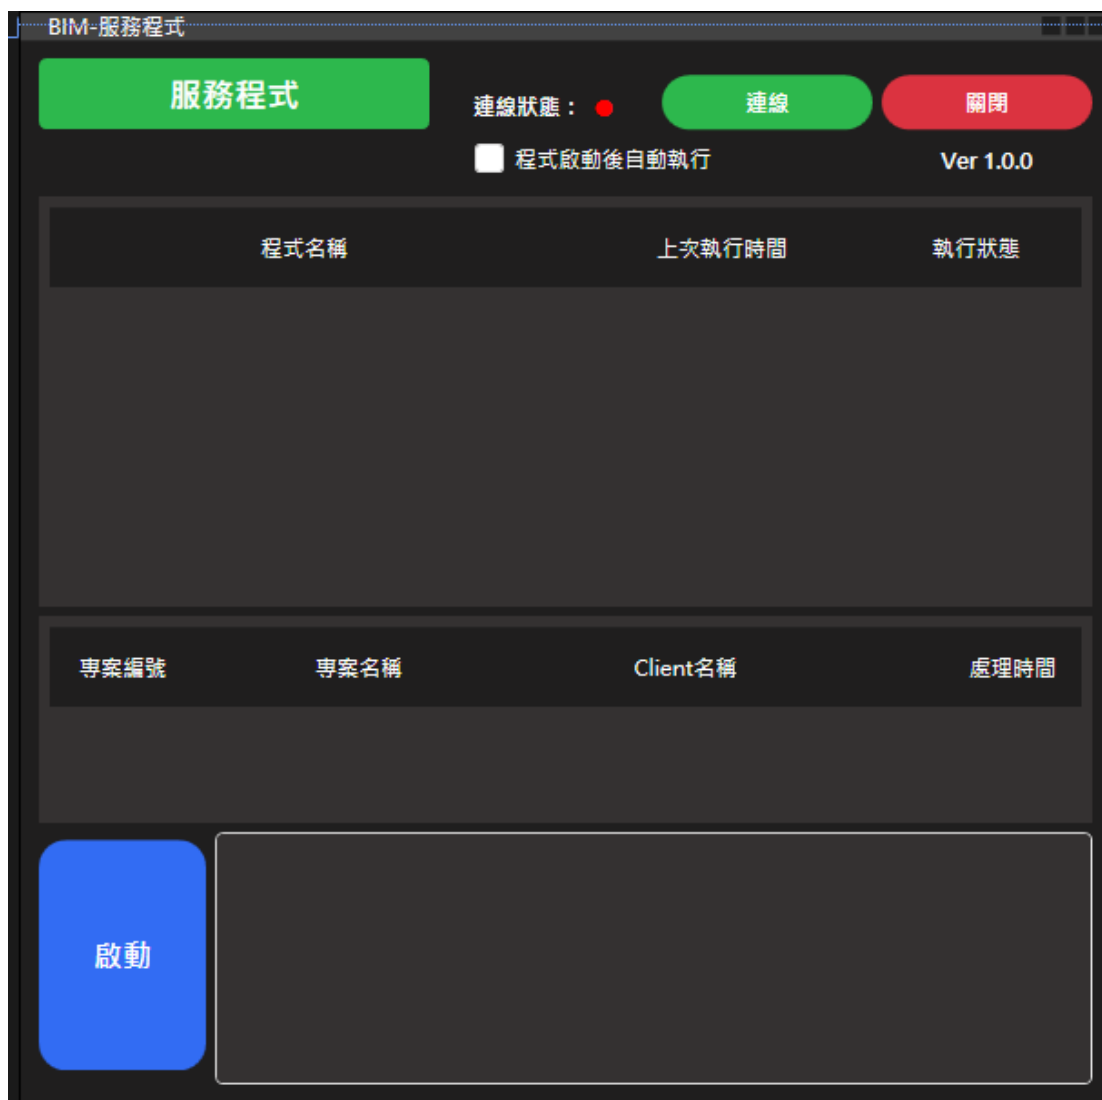 BIM-服務程式
服務程式
連線狀態：
連線
關閉
程式啟動後自動執行
Ver 1.0.0
程式名稱 上次執行時間 執行狀態
專案編號 專案名稱 Client名稱 處理時間
啟動